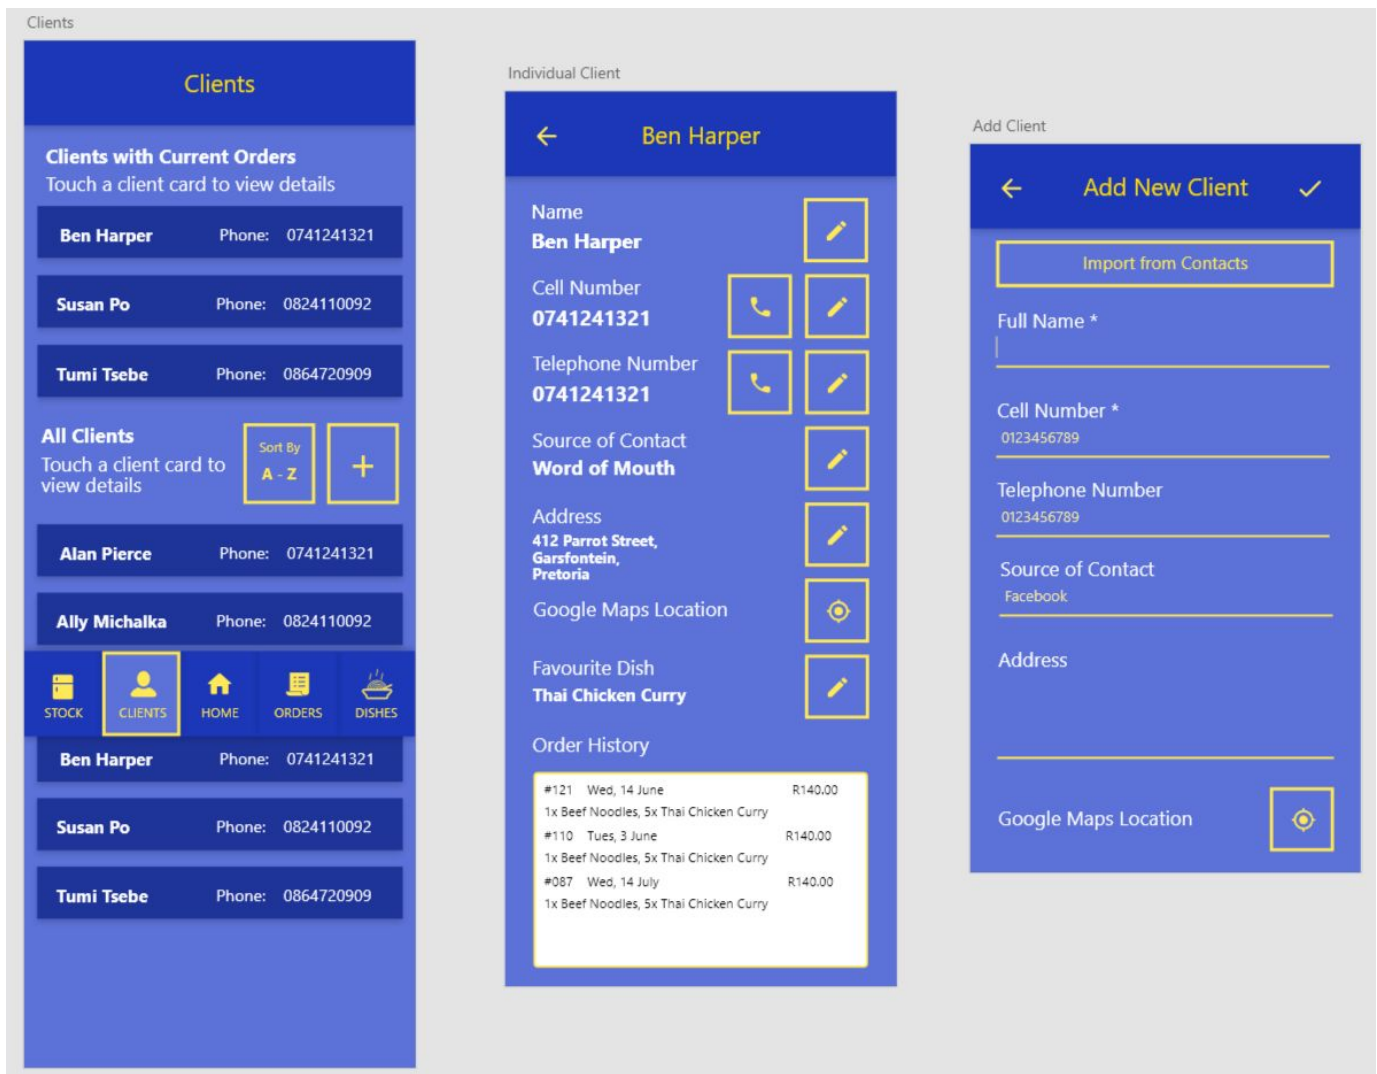 Clients
Clients
Clients with Current Orders
Touch a client card to view details
Ben Harper Phone: 0741241321
Susan Po Phone: 0824110092
Tumi Tsebe Phone: 0864720909
All Clients
Touch a client card to
view details
Sort By
A - Z
Alan Pierce Phone: 0741241321
Ally Michalka Phone: 0824110092
STOCK CLIENTS HOME ORDERS DISHES
Ben Harper Phone: 0741241321
Susan Po Phone: 0824110092
Tumi Tsebe Phone: 0864720909
Individual Client
Ben Harper
Name
Ben Harper
Cell Number
0741241321
Telephone Number
0741241321
Source of Contact
Word of Mouth
Address
412 Parrot Street,
Garsfontein,
Pretoria
Google Maps Location
Favourite Dish
Thai Chicken Curry
Order History
#121 Wed, 14 June R140.00
1x Beef Noodles, 5x Thai Chicken Curry
#110 Tues, 3 June R140.00
1x Beef Noodles, 5x Thai Chicken Curry
#087 Wed, 14 July R140.00
1x Beef Noodles, 5x Thai Chicken Curry
Add Client
Add New Client
Import from Contacts
Full Name *
Cell Number *
0123456789
Telephone Number
0123456789
Source of Contact
Facebook
Address
Google Maps Location